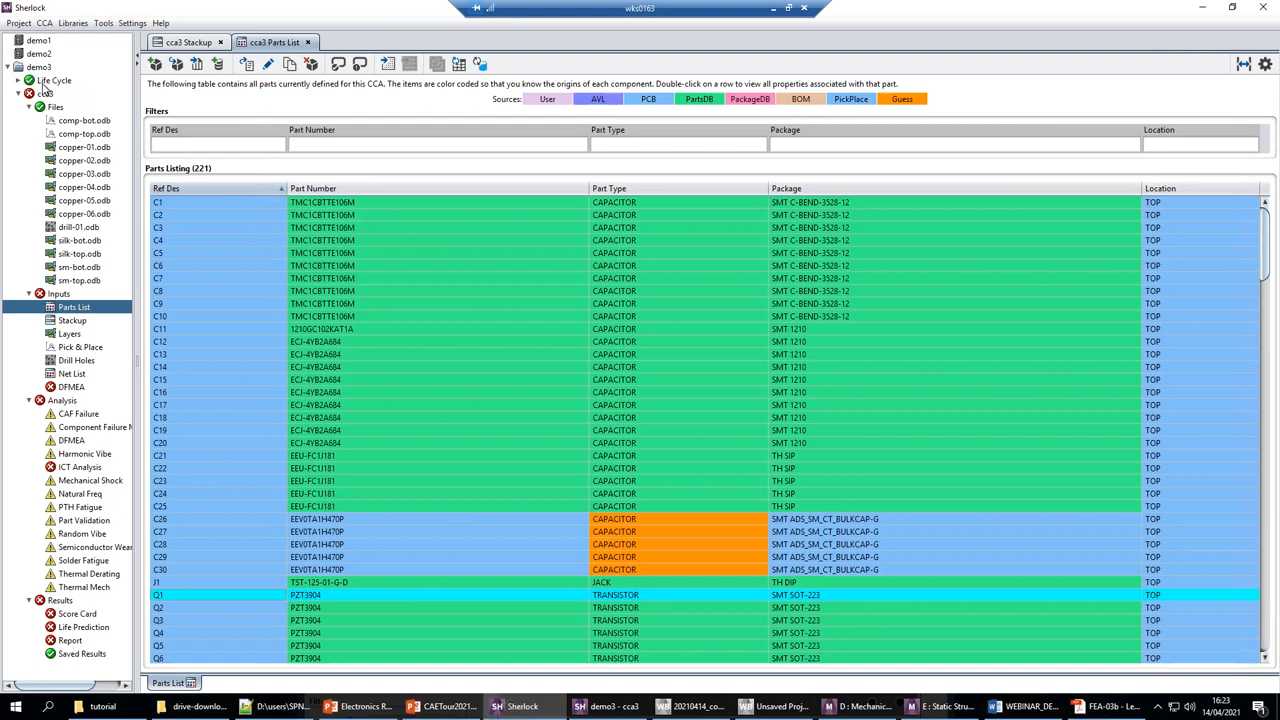 Sherlock
wks0163
Project CCA Libraries Tools Settings Help
demo1
demo2
demo3
Life Cycle
Files
comp-bot.odb
comp-top.odb
copper-01.odb
copper-02.odb
copper-03.odb
copper-04.odb
copper-05.odb
copper-06.odb
drill-01.odb
silk-bot.odb
silk-top.odb
sm-bot.odb
sm-top.odb
Inputs
Parts List
Stackup
Layers
Pick & Place
Drill Holes
Net List
DFMEA
Analysis
CAF Failure
Component Failure M
DFMEA
Harmonic Vibe
ICT Analysis
Mechanical Shock
Natural Freq
PTH Fatigue
Part Validation
Random Vibe
Semiconductor Wear
Solder Fatigue
Thermal Derating
Thermal Mech
Results
Score Card
Life Prediction
Report
Saved Results
cca3 Stackup cca3 Parts List
The following table contains all parts currently defined for this CCA. The items are color coded so that you know the origins of each component. Double-click on a row to view all properties associated with that part.
Sources: User AVL PCB PartsDB PackageDB BOM PickPlace Guess
Filters
Ref Des Part Number Part Type Package Location
Parts Listing (221)
Ref Des Part Number Part Type Package Location
C1 TMC1CBTTE106M CAPACITOR SMT C-BEND-3528-12 TOP
C2 TMC1CBTTE106M CAPACITOR SMT C-BEND-3528-12 TOP
C3 TMC1CBTTE106M CAPACITOR SMT C-BEND-3528-12 TOP
C4 TMC1CBTTE106M CAPACITOR SMT C-BEND-3528-12 TOP
C5 TMC1CBTTE106M CAPACITOR SMT C-BEND-3528-12 TOP
C6 TMC1CBTTE106M CAPACITOR SMT C-BEND-3528-12 TOP
C7 TMC1CBTTE106M CAPACITOR SMT C-BEND-3528-12 TOP
C8 TMC1CBTTE106M CAPACITOR SMT C-BEND-3528-12 TOP
C9 TMC1CBTTE106M CAPACITOR SMT C-BEND-3528-12 TOP
C10 TMC1CBTTE106M CAPACITOR SMT C-BEND-3528-12 TOP
C11 1210GC102KAT1A CAPACITOR SMT 1210 TOP
C12 ECJ-4YB2A684 CAPACITOR SMT 1210 TOP
C13 ECJ-4YB2A684 CAPACITOR SMT 1210 TOP
C14 ECJ-4YB2A684 CAPACITOR SMT 1210 TOP
C15 ECJ-4YB2A684 CAPACITOR SMT 1210 TOP
C16 ECJ-4YB2A684 CAPACITOR SMT 1210 TOP
C17 ECJ-4YB2A684 CAPACITOR SMT 1210 TOP
C18 ECJ-4YB2A684 CAPACITOR SMT 1210 TOP
C19 ECJ-4YB2A684 CAPACITOR SMT 1210 TOP
C20 ECJ-4YB2A684 CAPACITOR SMT 1210 TOP
C21 EEU-FC1J181 CAPACITOR TH SIP TOP
C22 EEU-FC1J181 CAPACITOR TH SIP TOP
C23 EEU-FC1J181 CAPACITOR TH SIP TOP
C24 EEU-FC1J181 CAPACITOR TH SIP TOP
C25 EEU-FC1J181 CAPACITOR TH SIP TOP
C26 EEV0TA1H470P CAPACITOR SMT ADS_SM_CT_BULKCAP-G TOP
C27 EEV0TA1H470P CAPACITOR SMT ADS_SM_CT_BULKCAP-G TOP
C28 EEV0TA1H470P CAPACITOR SMT ADS_SM_CT_BULKCAP-G TOP
C29 EEV0TA1H470P CAPACITOR SMT ADS_SM_CT_BULKCAP-G TOP
C30 EEV0TA1H470P CAPACITOR SMT ADS_SM_CT_BULKCAP-G TOP
J1 TST-125-01-G-D JACK TH DIP TOP
Q1 PZT3904 TRANSISTOR SMT SOT-223 TOP
Q2 PZT3904 TRANSISTOR SMT SOT-223 TOP
Q3 PZT3904 TRANSISTOR SMT SOT-223 TOP
Q4 PZT3904 TRANSISTOR SMT SOT-223 TOP
Q5 PZT3904 TRANSISTOR SMT SOT-223 TOP
Q6 PZT3904 TRANSISTOR SMT SOT-223 TOP
Parts List
tutorial drive-downlo... D:\users\SPN... Electronics R... CAETour2021... Sherlock demo3 - cca3 20210414_co... Unsaved Proj... D : Mechanic... E : Static Stru... WEBINAR_DE... FEA-03b - Le... 16:23
14/04/2021